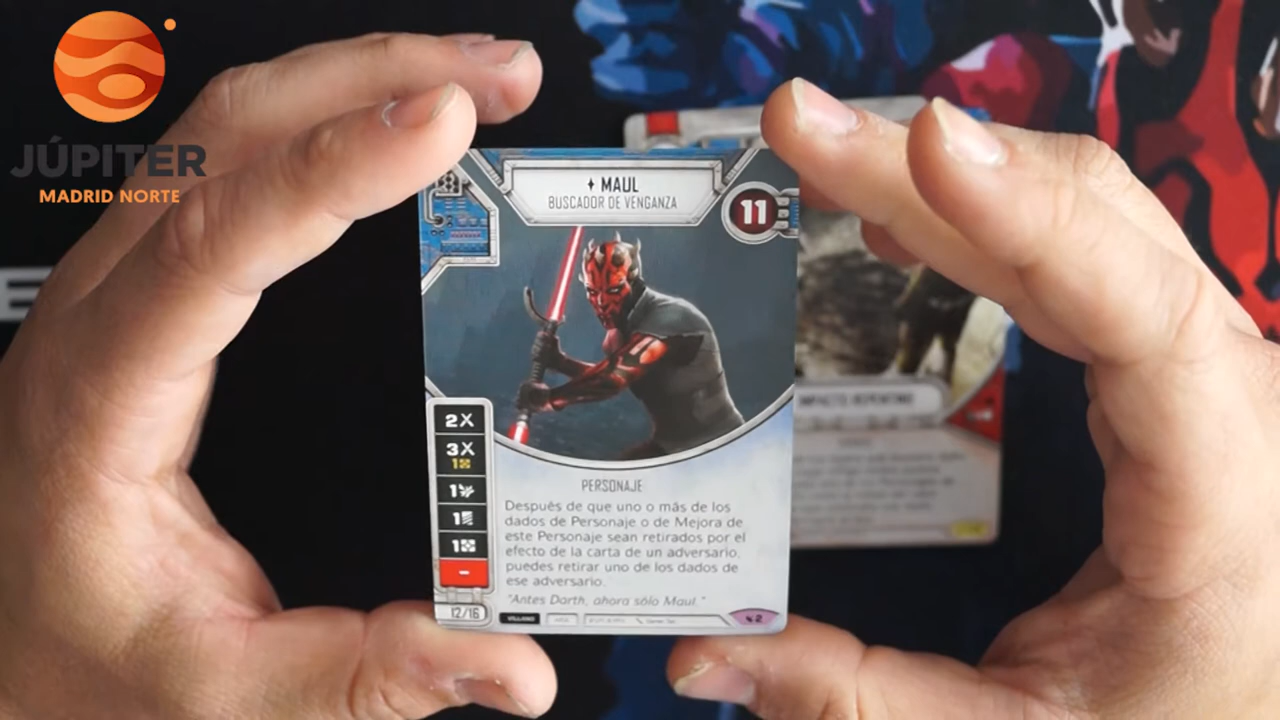 JÚPITER
MADRID NORTE
E
MAUL
BUSCADOR DE VENGANZA
11
2X
3X
1
1
1
1
-
12/16
PERSONAJE
Después de que uno o más de los
dados de Personaje o de Mejora de
este Personaje sean retirados por el
efecto de la carta de un adversario,
puedes retirar uno de los dados de
ese adversario.
"Antes Darth, ahora sólo Maul."
VILLANO
IMPACTO REPENTINO